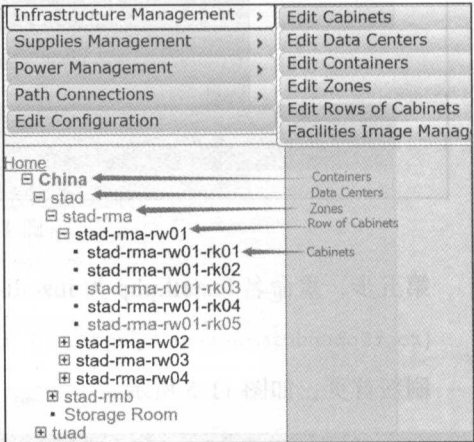 Infrastructure Management >
Supplies Management >
Power Management >
Path Connections >
Edit Configuration
Edit Cabinets
Edit Data Centers
Edit Containers
Edit Zones
Edit Rows of Cabinets
Facilities Image Manag
Home
China
Containers
stad
Data Centers
stad-rma
Zones
stad-rma-rw01
Row of Cabinets
stad-rma-rw01-rk01
Cabinets
stad-rma-rw01-rk02
stad-rma-rw01-rk03
stad-rma-rw01-rk04
stad-rma-rw01-rk05
stad-rma-rw02
stad-rma-rw03
stad-rma-rw04
stad-rmb
Storage Room
tuad